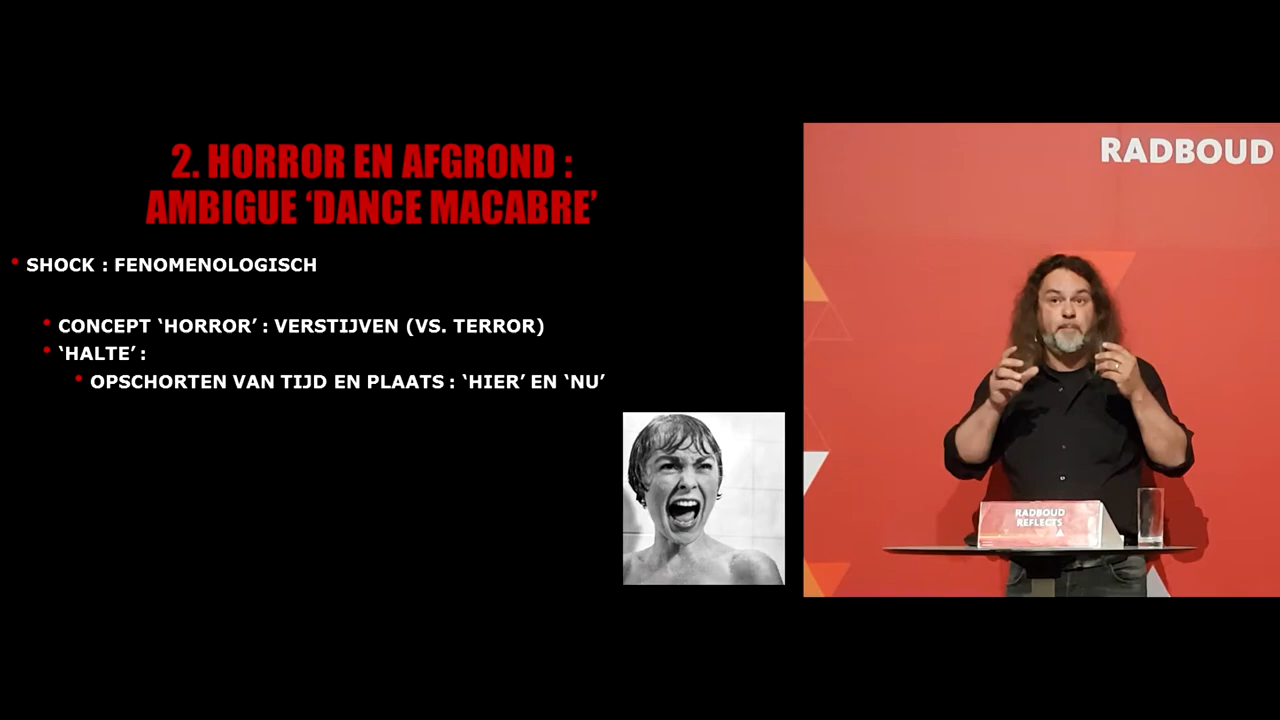 2. HORROR EN AFGROND :
AMBIGUE ‘DANCE MACABRE’
• SHOCK : FENOMENOLOGISCH
• CONCEPT ‘HORROR’ : VERSTIJVEN (VS. TERROR)
• ‘HALTE’ :
• OPSCHORTEN VAN TIJD EN PLAATS : ‘HIER’ EN ‘NU’
RADBOUD
RADBOUD
REFLECTS